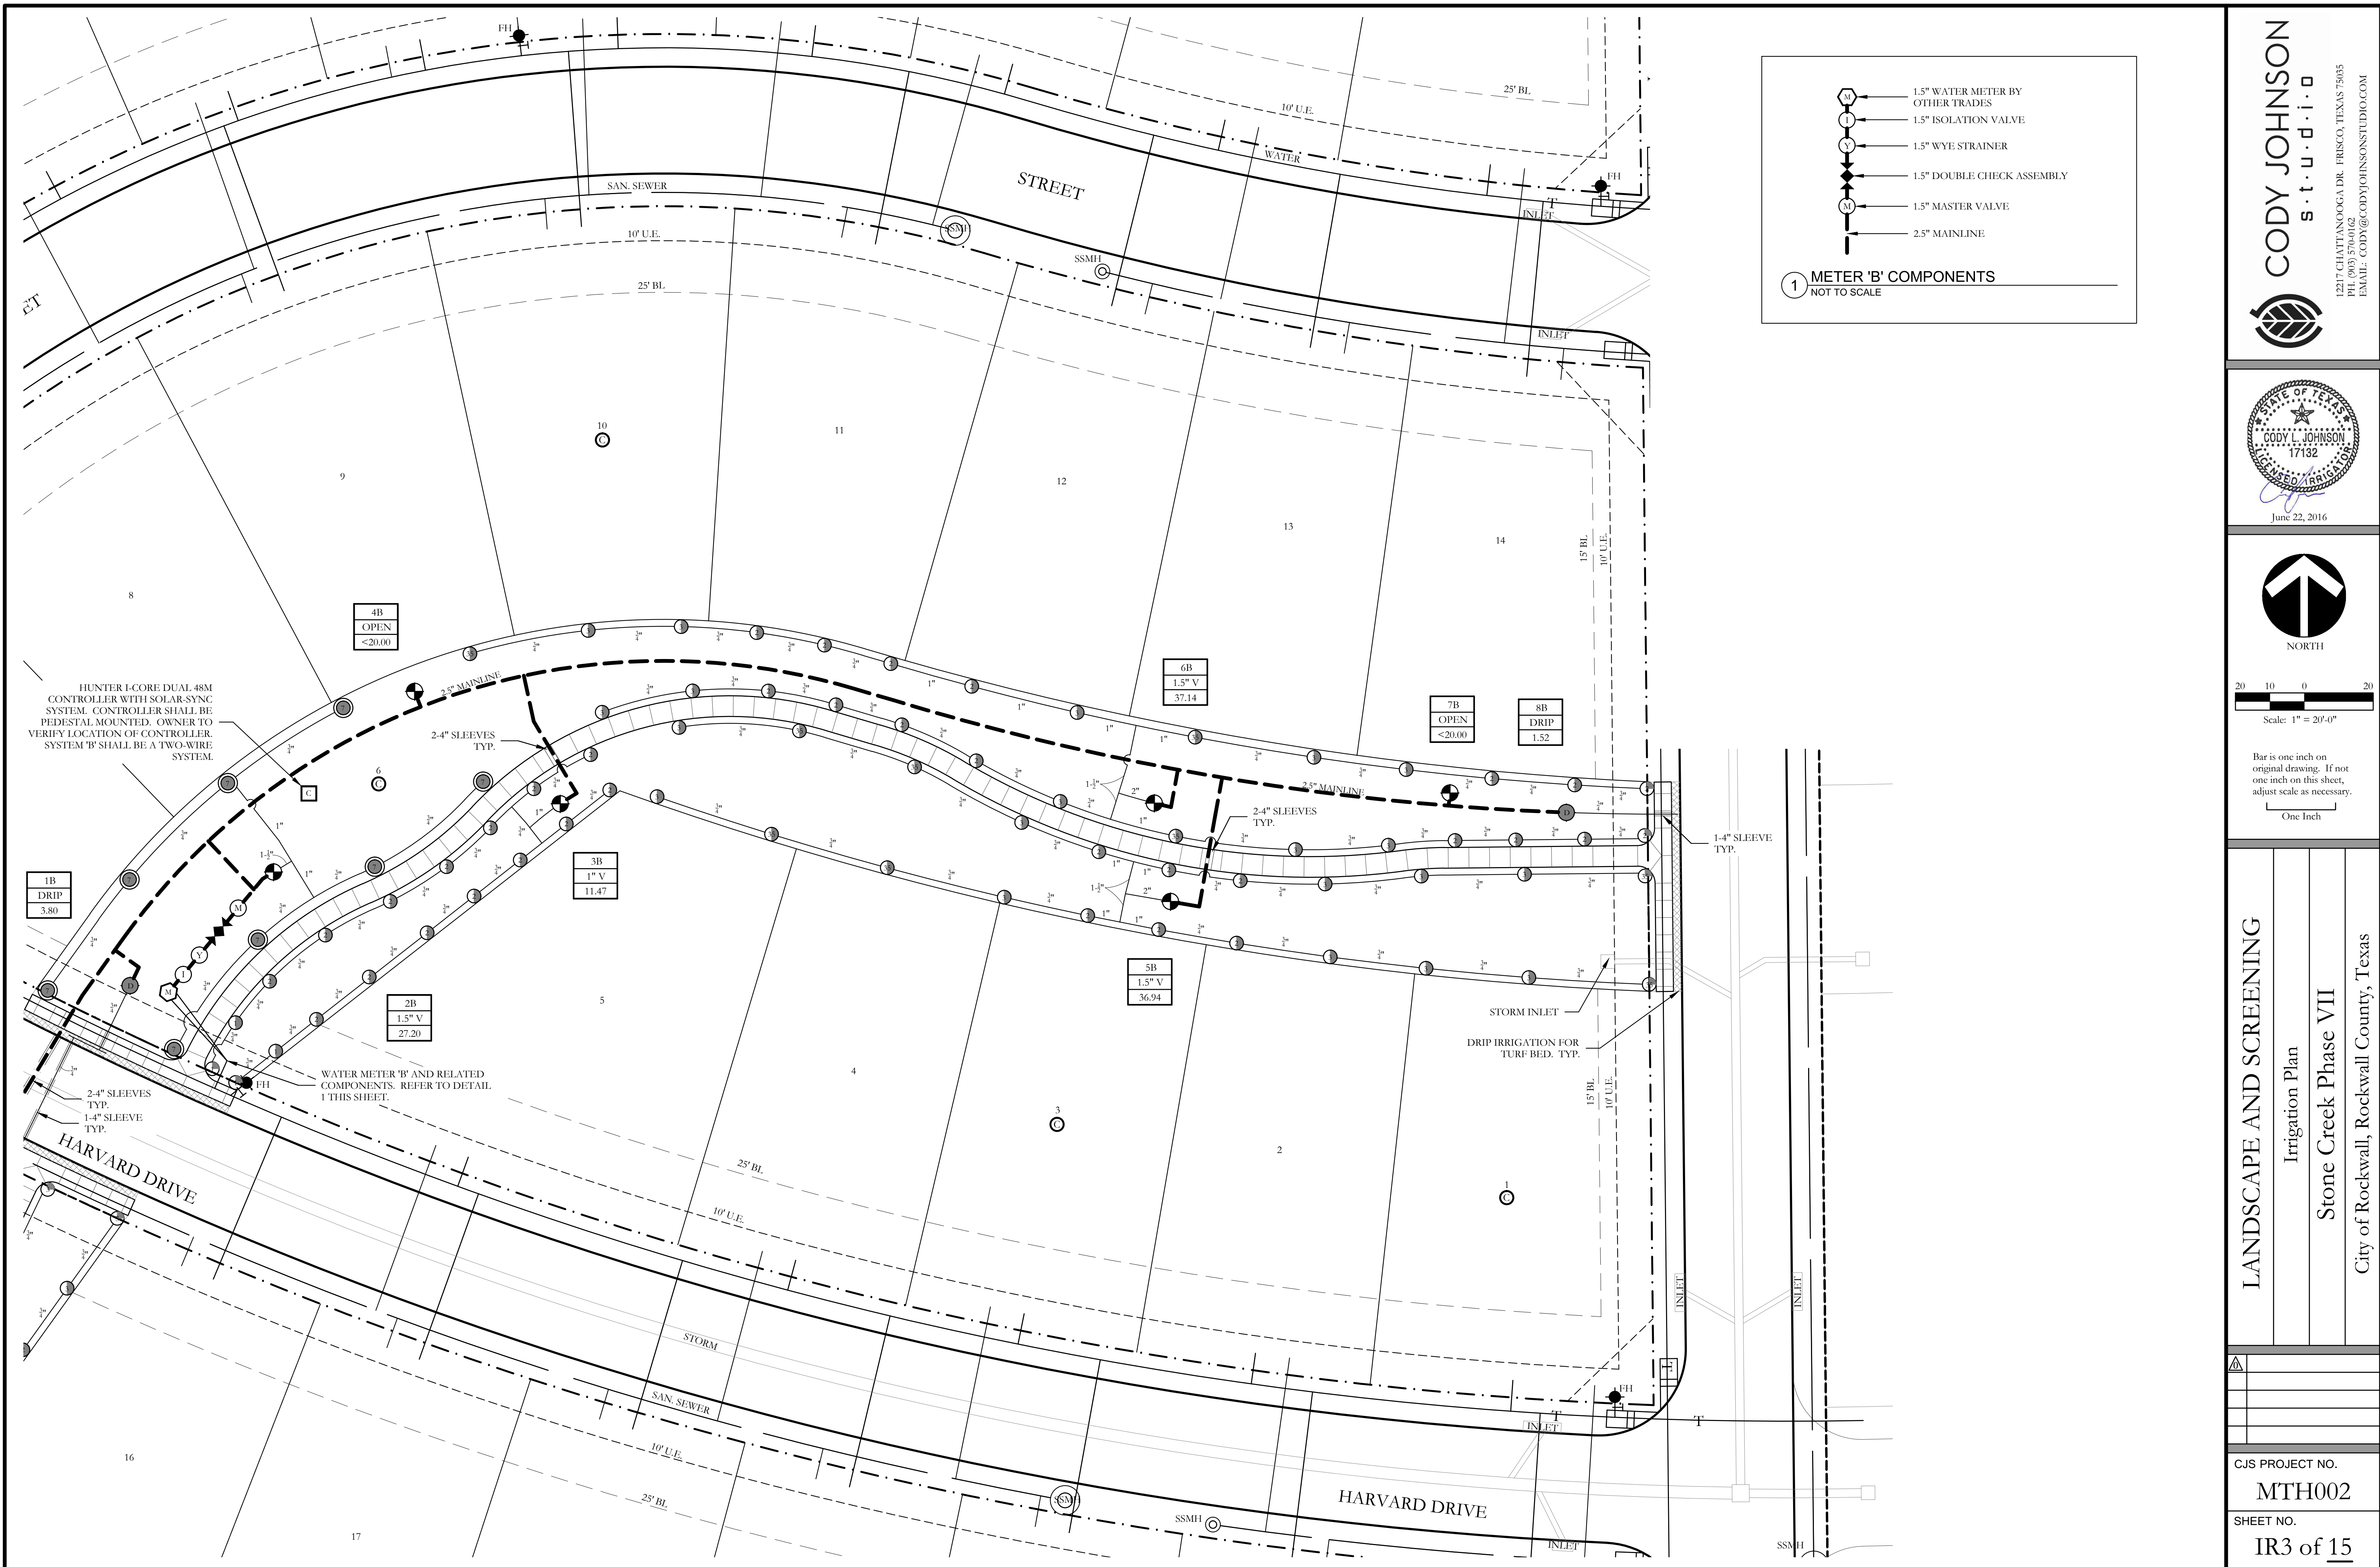 FH
25' BL
10' U.E.
WATER
FH
STREET
SAN. SEWER
INLET
T
SSMH
10' U.E.
SSMH
25' BL
INLET
ET
10
C
11
9
12
13
14
8
15' BL
10' U.E.
4B
OPEN
<20.00
6B
1.5" V
37.14
7B
OPEN
<20.00
8B
DRIP
1.52
HUNTER I-CORE DUAL 48M
CONTROLLER WITH SOLAR-SYNC
SYSTEM. CONTROLLER SHALL BE
PEDESTAL MOUNTED. OWNER TO
VERIFY LOCATION OF CONTROLLER.
SYSTEM 'B' SHALL BE A TWO-WIRE
SYSTEM.
2.5" MAINLINE
2-4" SLEEVES
TYP.
6
C
C
2.5" MAINLINE
2-4" SLEEVES
TYP.
1-4" SLEEVE
TYP.
1B
DRIP
3.80
3B
1" V
11.47
M
Y
I
M
D
D
2B
1.5" V
27.20
5B
1.5" V
36.94
5
STORM INLET
DRIP IRRIGATION FOR
TURF BED. TYP.
WATER METER 'B' AND RELATED
COMPONENTS. REFER TO DETAIL
1 THIS SHEET.
FH
2-4" SLEEVES
TYP.
1-4" SLEEVE
TYP.
HARVARD DRIVE
4
3
C
2
1
C
15' BL
10' U.E.
25' BL
10' U.E.
STORM
SAN. SEWER
10' U.E.
25' BL
16
17
INLET
INLET
FH
T
INLET
T
SSMH
SSMH
HARVARD DRIVE
INLET
SSMH
M
1.5" WATER METER BY
OTHER TRADES
I
1.5" ISOLATION VALVE
Y
1.5" WYE STRAINER
1.5" DOUBLE CHECK ASSEMBLY
M
1.5" MASTER VALVE
2.5" MAINLINE
1
METER 'B' COMPONENTS
NOT TO SCALE
CODY JOHNSON
s·t·u·d·i·o
12217 CHATTANOOGA DR. FRISCO, TEXAS 75035
PH. (903) 570-0162
EMAIL: CODY@CODYJOHNSONSTUDIO.COM
STATE OF TEXAS
CODY L. JOHNSON
17132
LICENSED IRRIGATOR
June 22, 2016
NORTH
20 10 0 20
Scale: 1" = 20'-0"
Bar is one inch on
original drawing. If not
one inch on this sheet,
adjust scale as necessary.
One Inch
LANDSCAPE AND SCREENING
Irrigation Plan
Stone Creek Phase VII
City of Rockwall, Rockwall County, Texas
0
CJS PROJECT NO.
MTH002
SHEET NO.
IR3 of 15